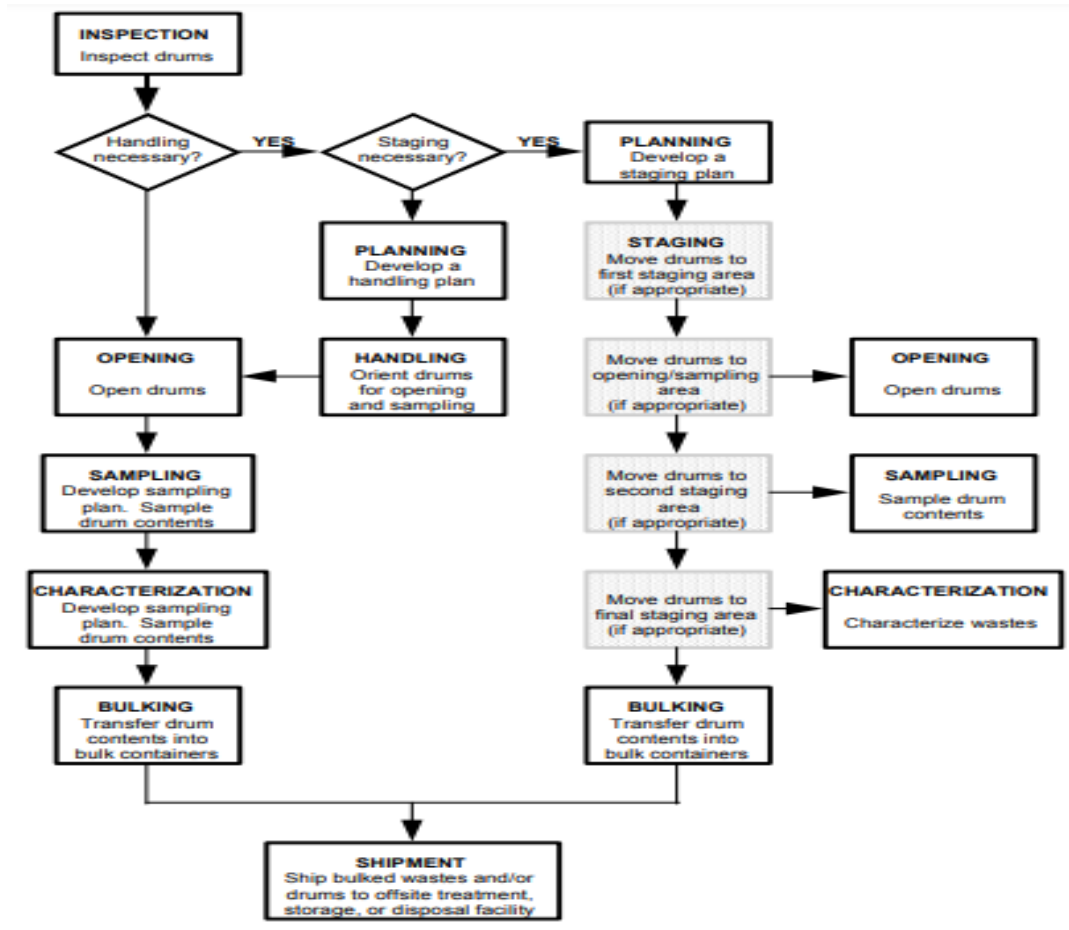 INSPECTION
Inspect drums
Handling
necessary?
YES
Staging
necessary?
YES
PLANNING
Develop a
staging plan
PLANNING
Develop a
handling plan
STAGING
Move drums to
first staging area
(if appropriate)
OPENING
Open drums
HANDLING
Orient drums
for opening
and sampling
Move drums to
opening/sampling
area
(if appropriate)
OPENING
Open drums
SAMPLING
Develop sampling
plan. Sample
drum contents
Move drums to
second staging
area
(if appropriate)
SAMPLING
Sample drum
contents
CHARACTERIZATION
Develop sampling
plan. Sample
drum contents
Move drums to
final staging area
(if appropriate)
CHARACTERIZATION
Characterize wastes
BULKING
Transfer drum
contents into
bulk containers
BULKING
Transfer drum
contents into
bulk containers
SHIPMENT
Ship bulked wastes and/or
drums to offsite treatment,
storage, or disposal facility